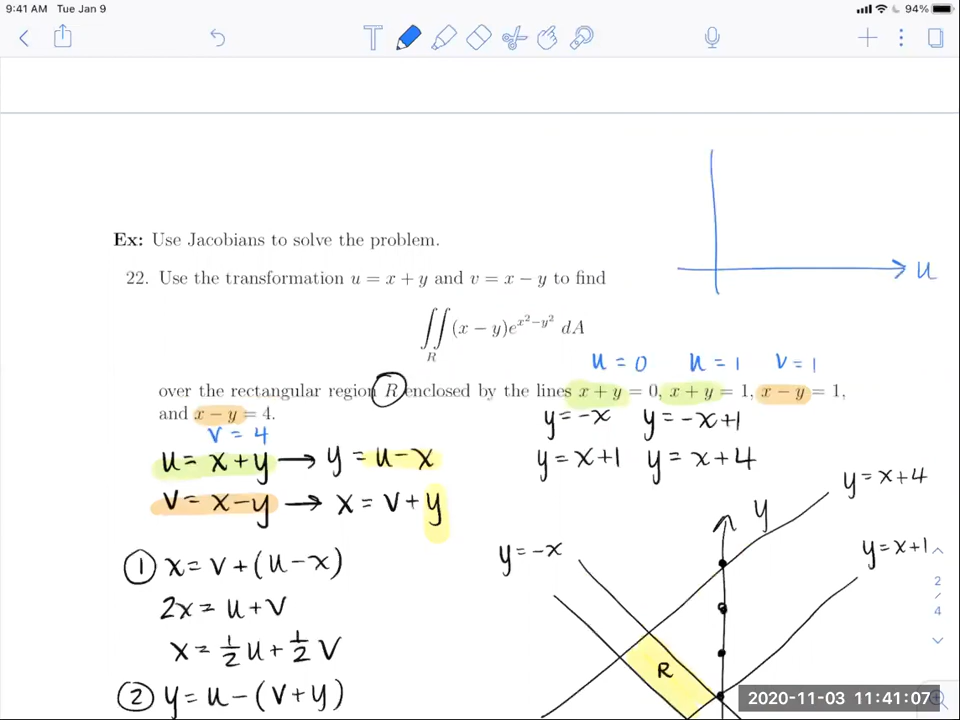 9:41 AM Tue Jan 9
94%
u
Ex: Use Jacobians to solve the problem.
22. Use the transformation u = x + y and v = x − y to find
∬_R (x − y)e^{x²−y²} dA
u = 0 u = 1 v = 1
over the rectangular region R enclosed by the lines x + y = 0, x + y = 1, x − y = 1,
and x − y = 4.
v = 4
y = −x y = −x+1
y = x+1 y = x+4
u = x+y → y = u−x
v = x−y → x = v+y
① x = v+(u−x)
2x = u+v
x = ½u + ½v
② y = u−(v+y)
y = x+4
y
y = −x
y = x+1
R
2
/
4
2020-11-03 11:41:07